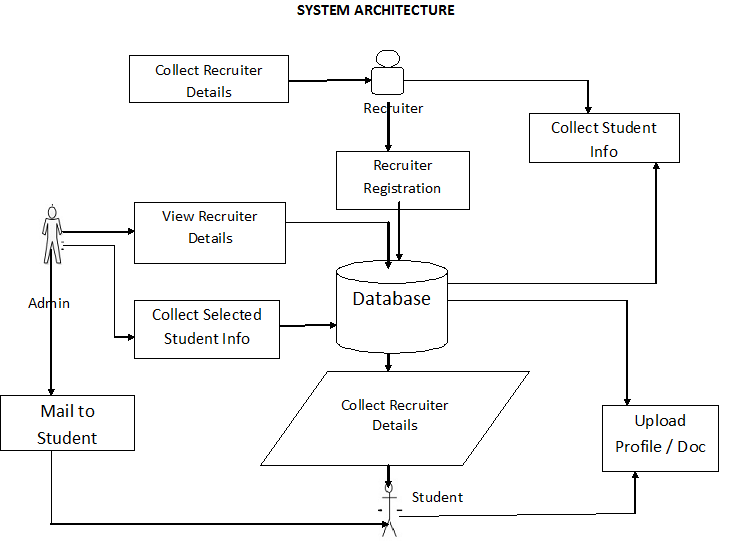 SYSTEM ARCHITECTURE
Collect Recruiter
Details
Recruiter
Collect Student
Info
Recruiter
Registration
View Recruiter
Details
Admin
Database
Collect Selected
Student Info
Mail to
Student
Collect Recruiter
Details
Upload
Profile / Doc
Student